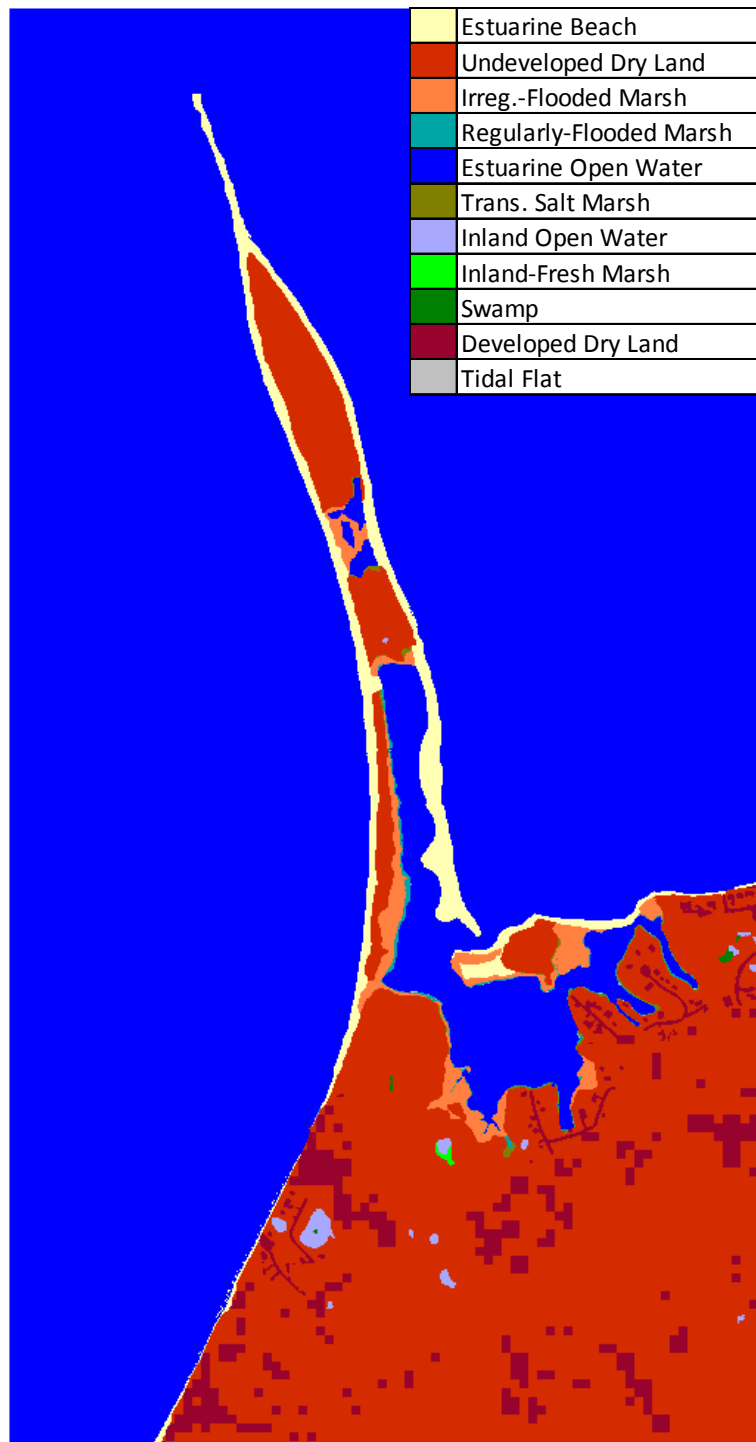 Estuarine Beach
Undeveloped Dry Land
Irreg.-Flooded Marsh
Regularly-Flooded Marsh
Estuarine Open Water
Trans. Salt Marsh
Inland Open Water
Inland-Fresh Marsh
Swamp
Developed Dry Land
Tidal Flat